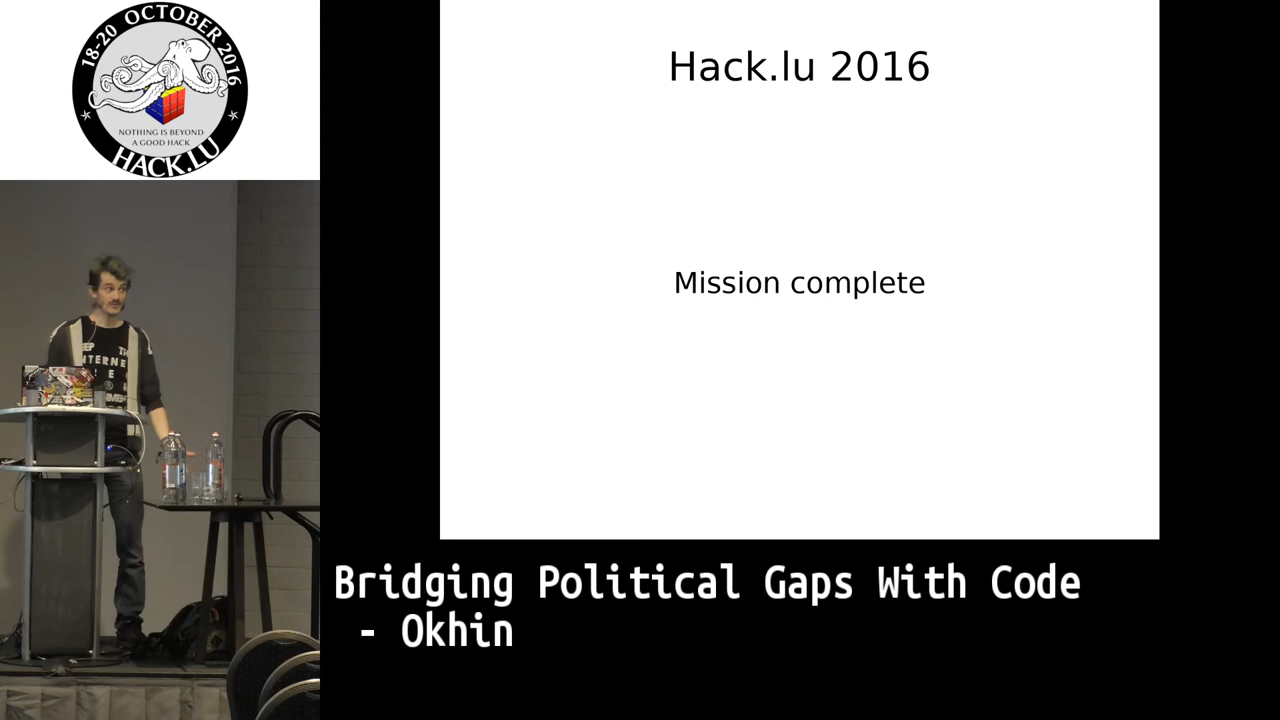 18-20 OCTOBER 2016
NOTHING IS BEYOND
A GOOD HACK
HACK.LU
Hack.lu 2016
Mission complete
INTERNE
Bridging Political Gaps With Code
- Okhin